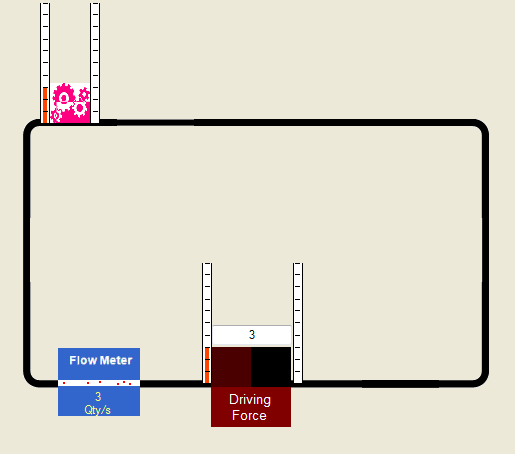 3
Flow Meter
3
Qty/s
Driving
Force